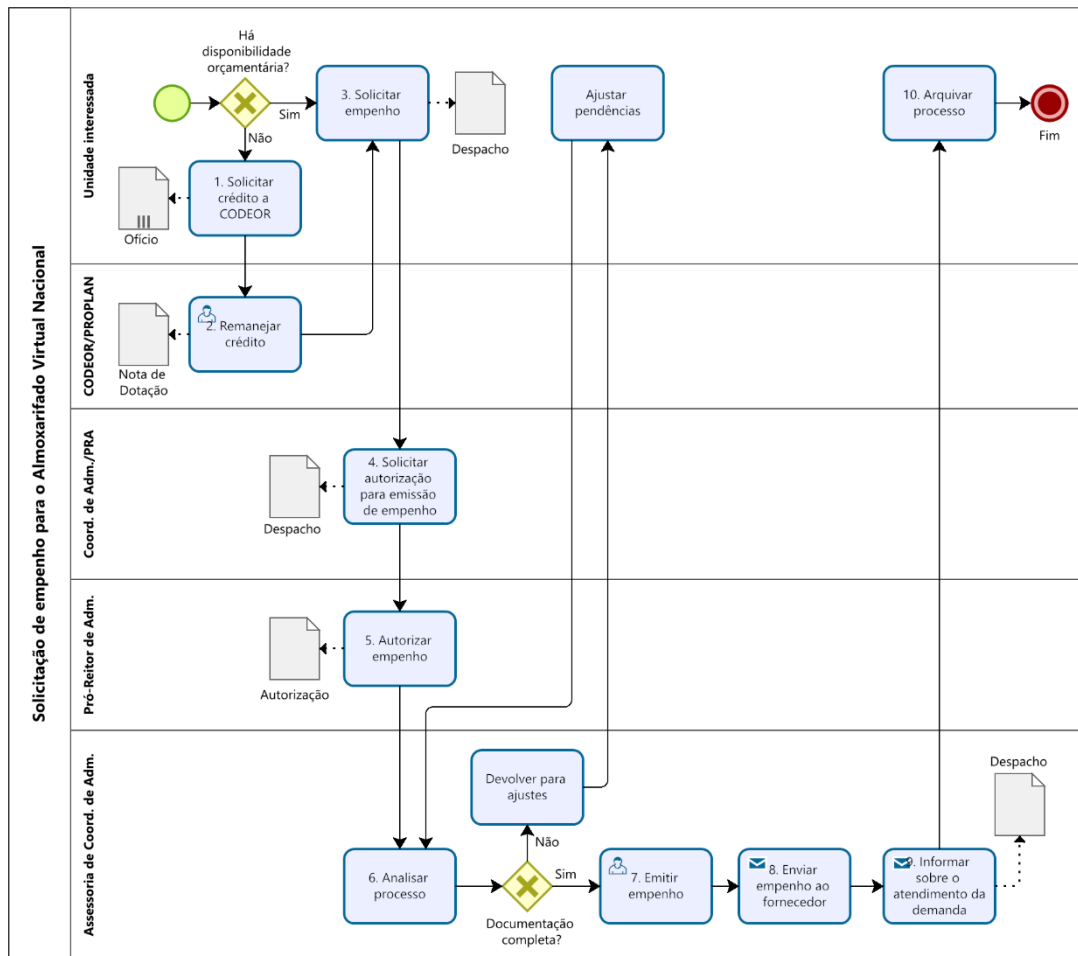 Solicitação de empenho para o Almoxarifado Virtual Nacional
Unidade interessada
Há
disponibilidade
orçamentária?
Sim
Não
3. Solicitar
empenho
Despacho
Ajustar
pendências
10. Arquivar
processo
Fim
1. Solicitar
crédito a
CODEOR
Ofício
CODEOR/PROPLAN
2. Remanejar
crédito
Nota de
Dotação
Coord. de Adm./PRA
4. Solicitar
autorização
para emissão
de empenho
Despacho
Pró-Reitor de Adm.
5. Autorizar
empenho
Autorização
Assessoria de Coord. de Adm.
Devolver para
ajustes
Despacho
Não
6. Analisar
processo
Sim
Documentação
completa?
7. Emitir
empenho
8. Enviar
empenho ao
fornecedor
9. Informar
sobre o
atendimento da
demanda